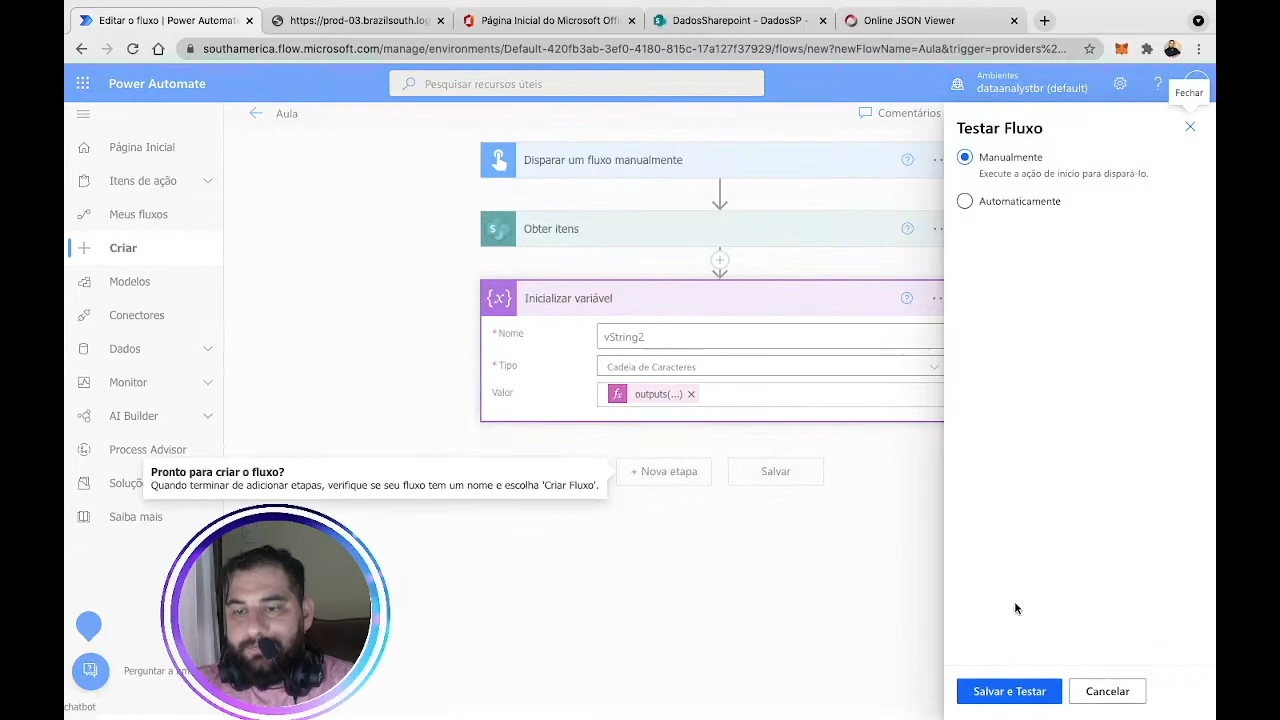 Editar o fluxo | Power Automate
https://prod-03.brazilsouth.log
Página Inicial do Microsoft Office
DadosSharepoint - DadosSP -
Online JSON Viewer
southamerica.flow.microsoft.com/manage/environments/Default-420fb3ab-3ef0-4180-815c-17a127f37929/flows/new?newFlowName=Aula&trigger=providers%2...
Power Automate
Pesquisar recursos úteis
Ambientes
dataanalystbr (default)
Fechar
Aula
Comentários
Testar Fluxo
Página Inicial
Itens de ação
Meus fluxos
Criar
Modelos
Conectores
Dados
Monitor
AI Builder
Process Advisor
Saiba mais
Disparar um fluxo manualmente
Obter itens
{x} Inicializar variável
* Nome
vString2
* Tipo
Cadeia de Caracteres
Valor
fx outputs(...)
Manualmente
Execute a ação de início para dispará-lo.
Automaticamente
Pronto para criar o fluxo?
Quando terminar de adicionar etapas, verifique se seu fluxo tem um nome e escolha 'Criar Fluxo'.
+ Nova etapa
Salvar
Perguntar a
chatbot
Salvar e Testar
Cancelar